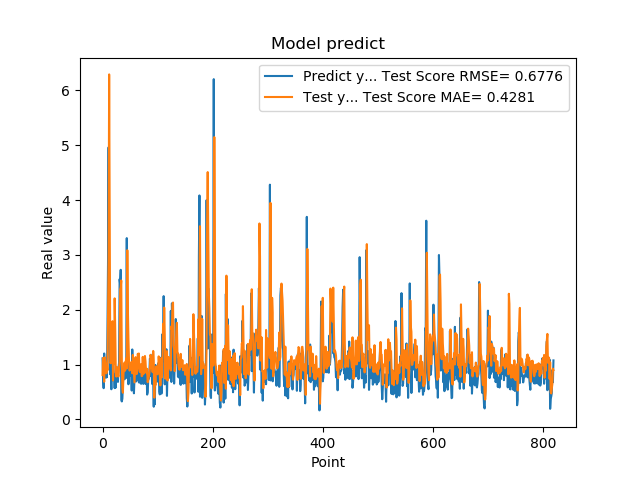 Model predict
Predict y... Test Score RMSE= 0.6776
Test y... Test Score MAE= 0.4281
Real value
6
5
4
3
2
1
0
0 200 400 600 800
Point